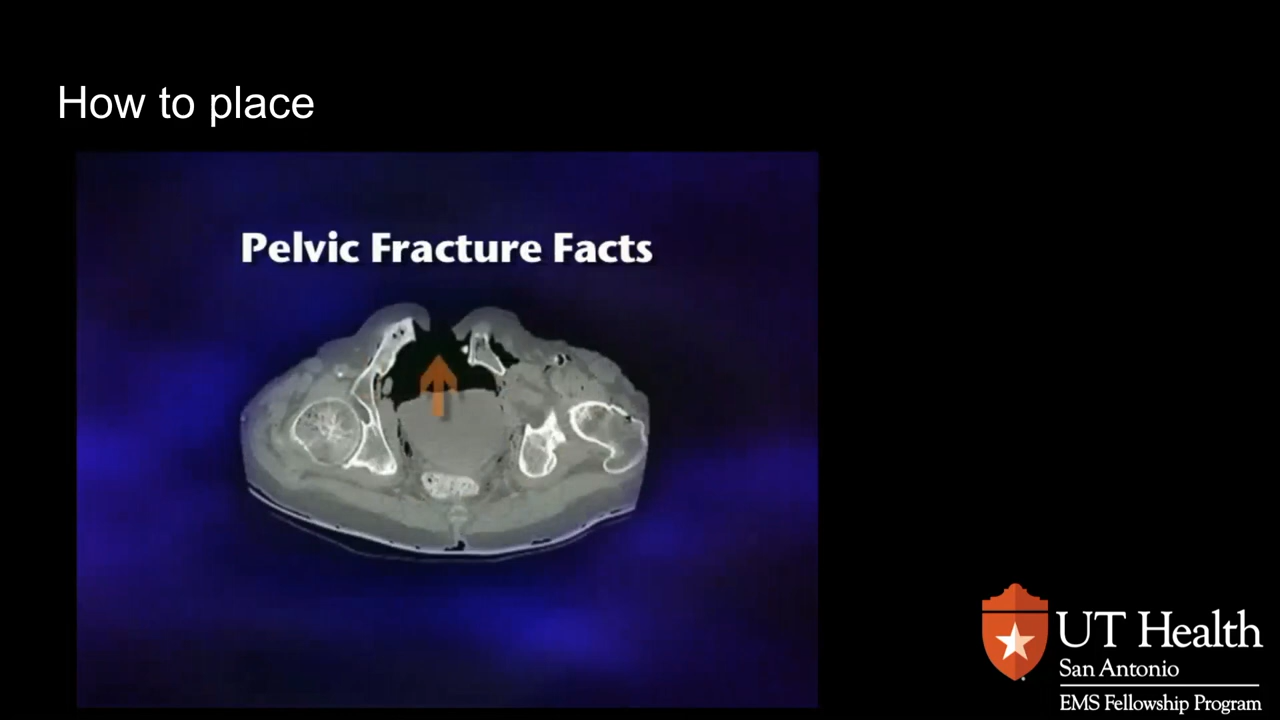 How to place
Pelvic Fracture Facts
UT Health
San Antonio
EMS Fellowship Program